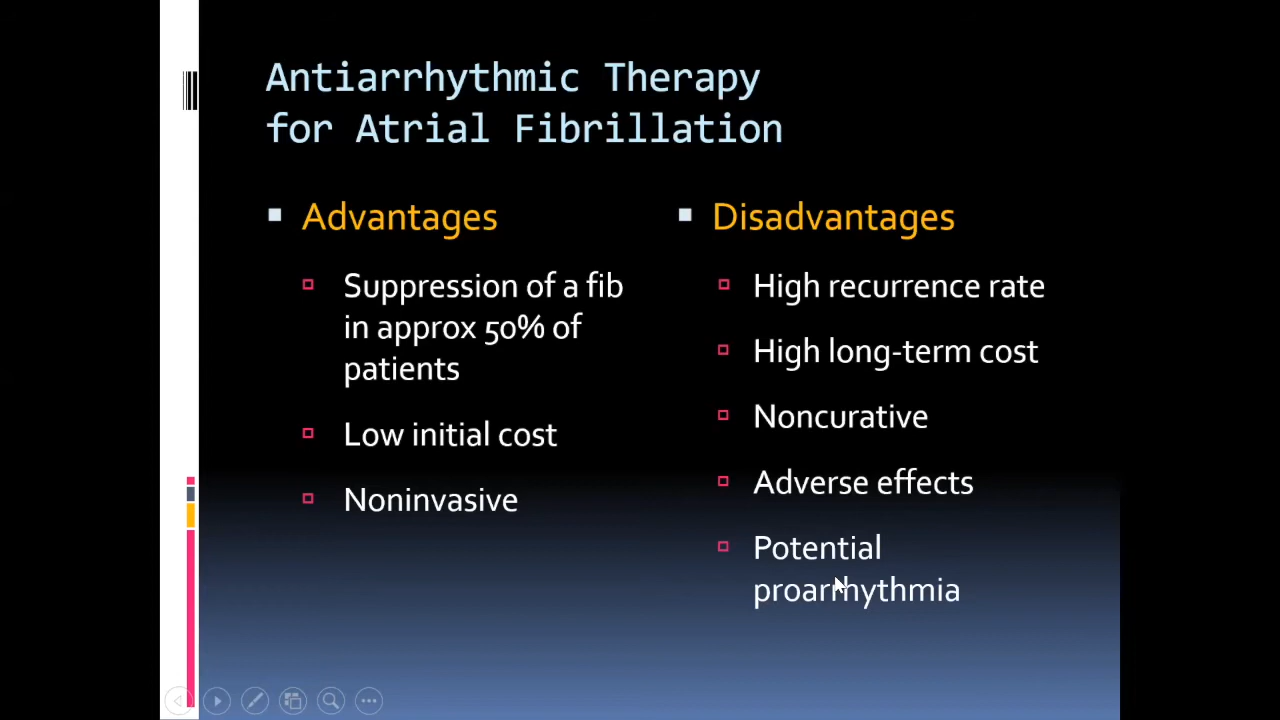 Antiarrhythmic Therapy
for Atrial Fibrillation
Advantages
Suppression of a fib
in approx 50% of
patients
Low initial cost
Noninvasive
Disadvantages
High recurrence rate
High long-term cost
Noncurative
Adverse effects
Potential
proarrhythmia